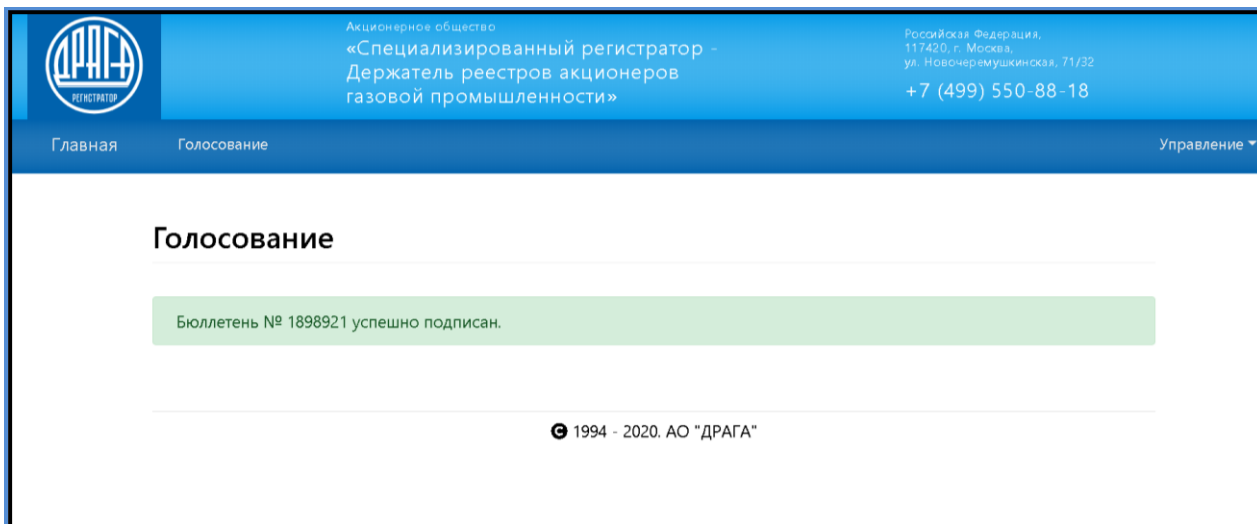 ДРАГА
РЕГИСТРАТОР
Акционерное общество
«Специализированный регистратор -
Держатель реестров акционеров
газовой промышленности»
Российская Федерация,
117420, г. Москва,
ул. Новочеремушкинская, 71/32
+7 (499) 550-88-18
Главная
Голосование
Управление
Голосование
Бюллетень № 1898921 успешно подписан.
1994 - 2020. АО "ДРАГА"